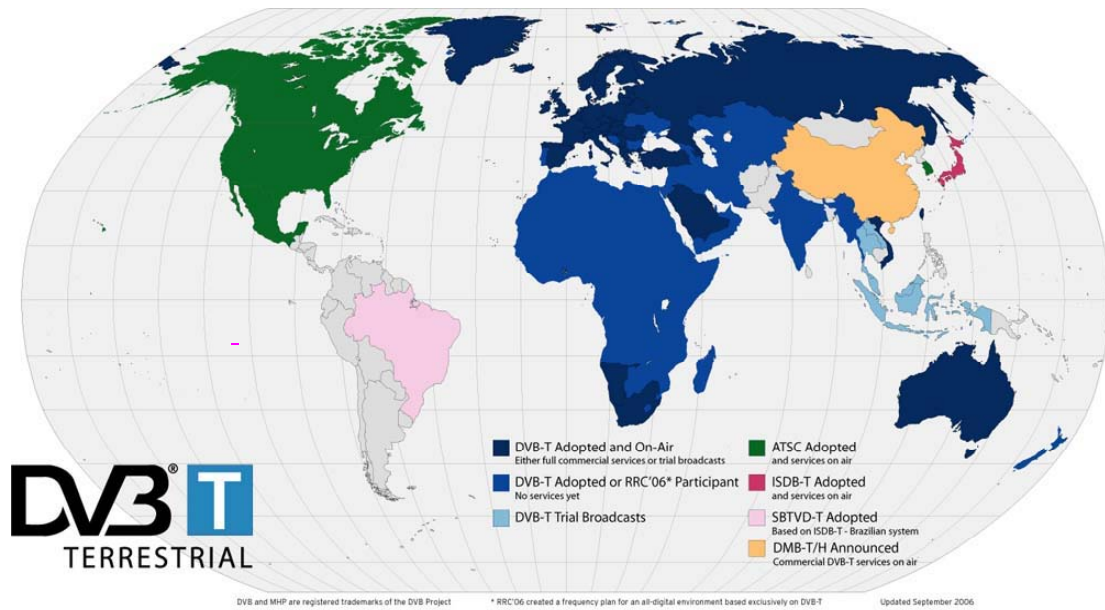 DVB-T Adopted and On-Air
Either full commercial services or trial broadcasts
DVB-T Adopted or RRC'06* Participant
No services yet
DVB-T Trial Broadcasts
ATSC Adopted
and services on air
ISDB-T Adopted
and services on air
SBTVD-T Adopted
Based on ISDB-T - Brazilian system
DMB-T/H Announced
Commercial DVB-T services on air
DVB® T
TERRESTRIAL
DVB and MHP are registered trademarks of the DVB Project
* RRC'06 created a frequency plan for an all-digital environment based exclusively on DVB-T
Updated September 2006